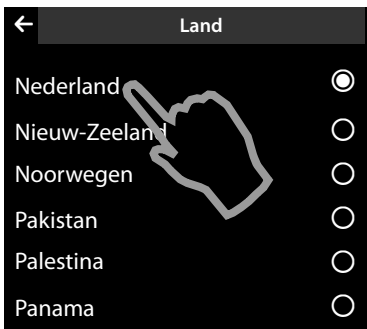 Land
Nederland
Nieuw-Zeeland
Noorwegen
Pakistan
Palestina
Panama